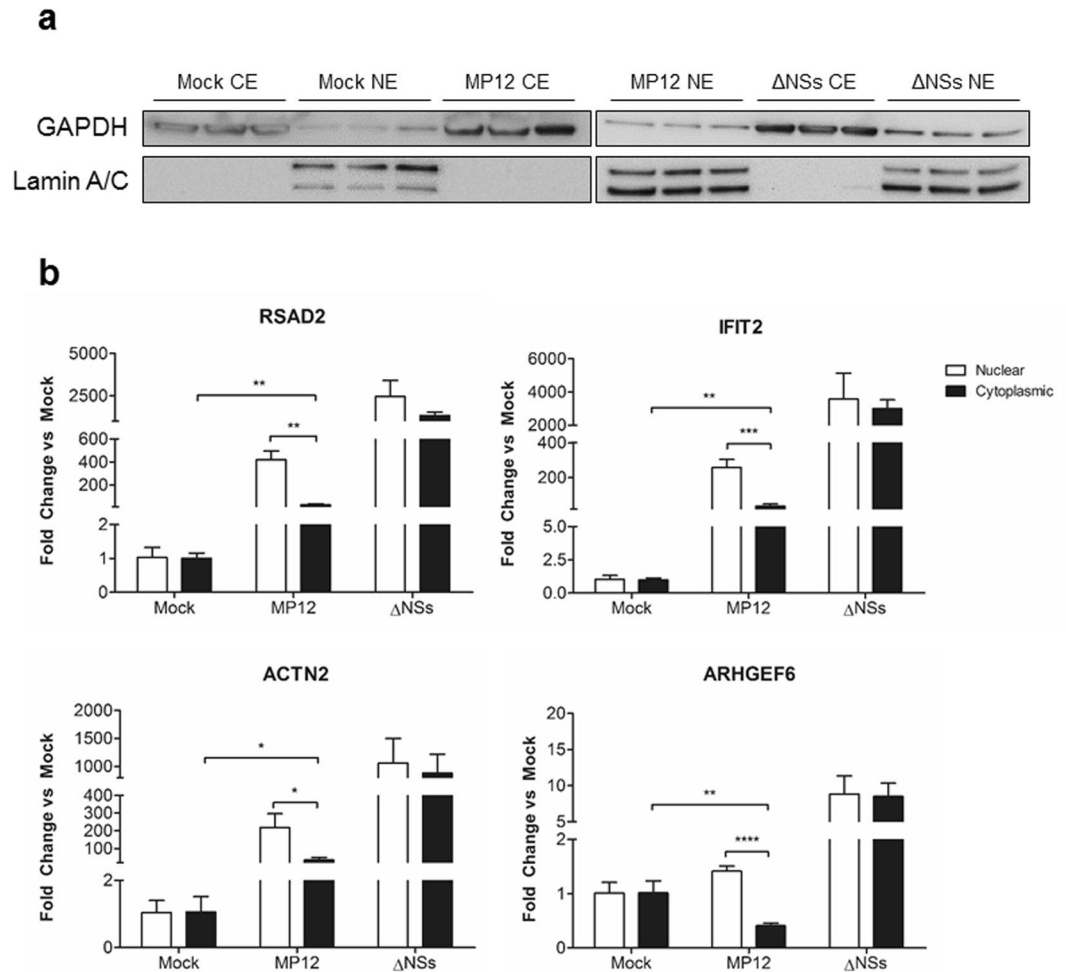 a
Mock CE Mock NE MP12 CE MP12 NE ΔNSs CE ΔNSs NE
GAPDH
Lamin A/C
b
RSAD2
Fold Change vs Mock
5000
2500
600
400
200
2
1
0
**
**
Mock MP12 ΔNSs
IFIT2
Fold Change vs Mock
6000
4000
2000
400
200
5.0
2.5
0.0
**
***
Mock MP12 ΔNSs
Nuclear
Cytoplasmic
ACTN2
Fold Change vs Mock
2000
1500
1000
400
300
200
100
2
0
*
*
Mock MP12 ΔNSs
ARHGEF6
Fold Change vs Mock
20
15
10
5
2
1
0
**
****
Mock MP12 ΔNSs